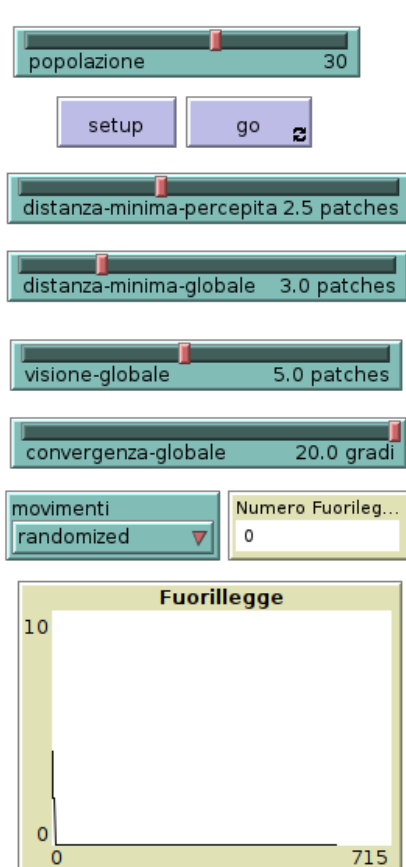 popolazione 30
setup go
distanza-minima-percepita 2.5 patches
distanza-minima-globale 3.0 patches
visione-globale 5.0 patches
convergenza-globale 20.0 gradi
movimenti
randomized
Numero Fuorileg...
0
Fuorillegge
10
0
0 715